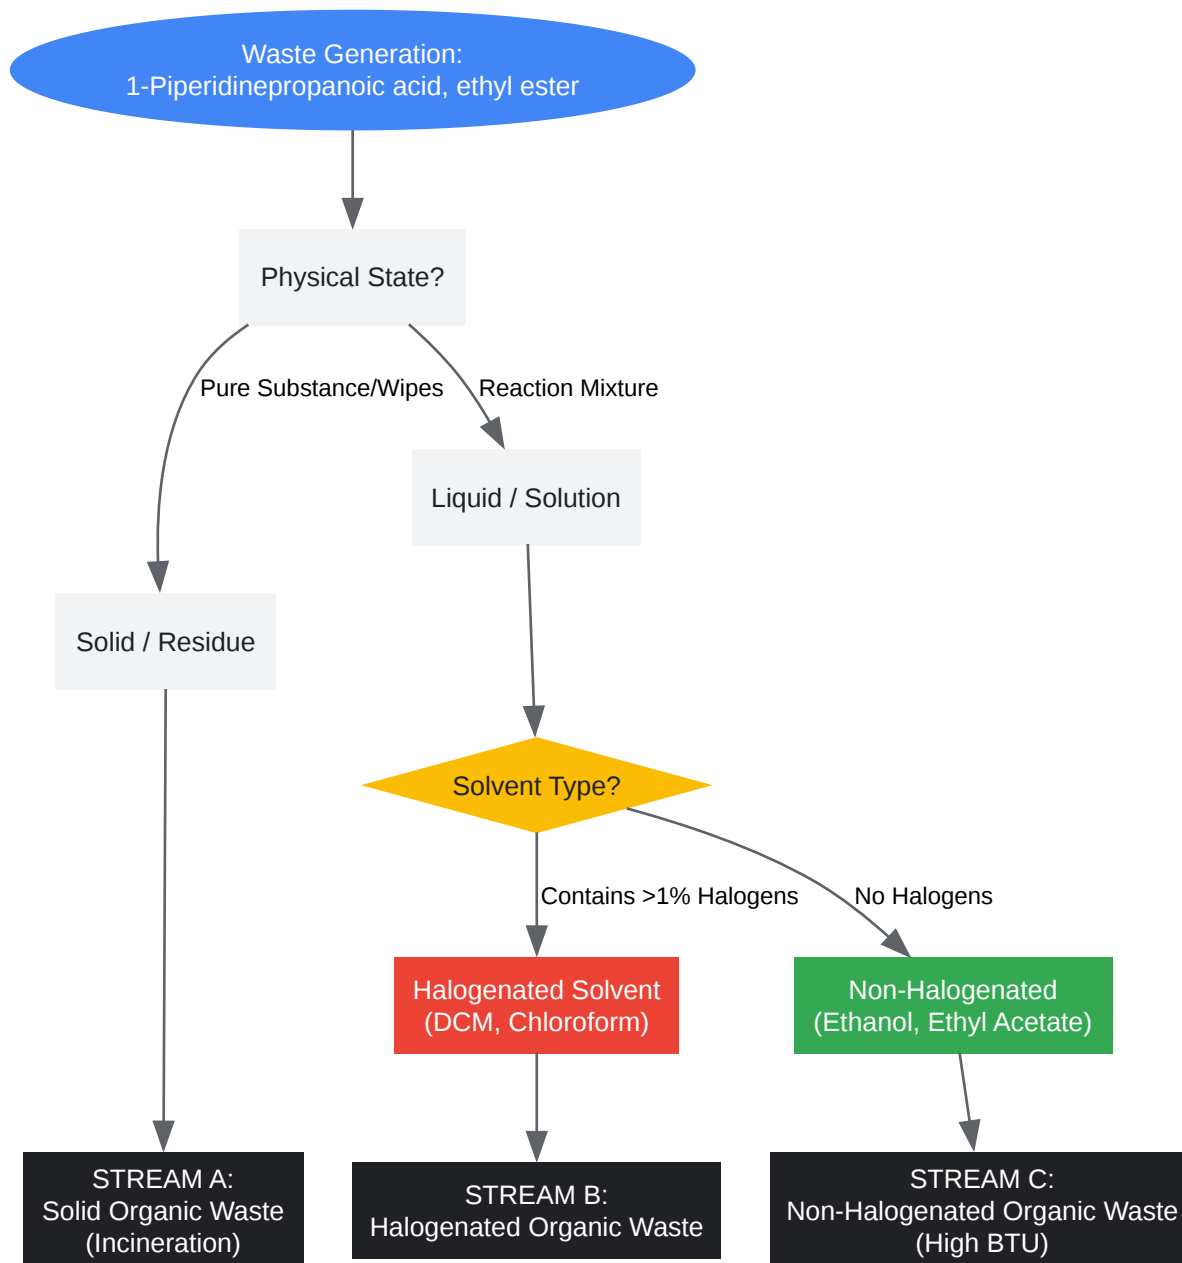 Waste Generation:
1-Piperidinepropanoic acid, ethyl ester
Physical State?
Pure Substance/Wipes
Reaction Mixture
Liquid / Solution
Solid / Residue
Solvent Type?
Contains >1% Halogens
No Halogens
Halogenated Solvent
(DCM, Chloroform)
Non-Halogenated
(Ethanol, Ethyl Acetate)
STREAM A:
Solid Organic Waste
(Incineration)
STREAM B:
Halogenated Organic Waste
STREAM C:
Non-Halogenated Organic Waste
(High BTU)